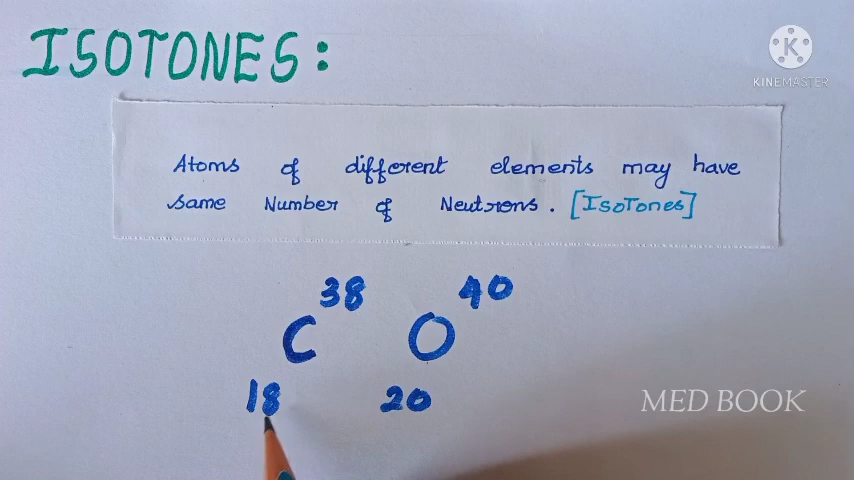 ISOTONES:
KINEMASTER
Atoms of different elements may have
same Number of Neutrons. [IsoTones]
38 40
C O
18 20
MED BOOK